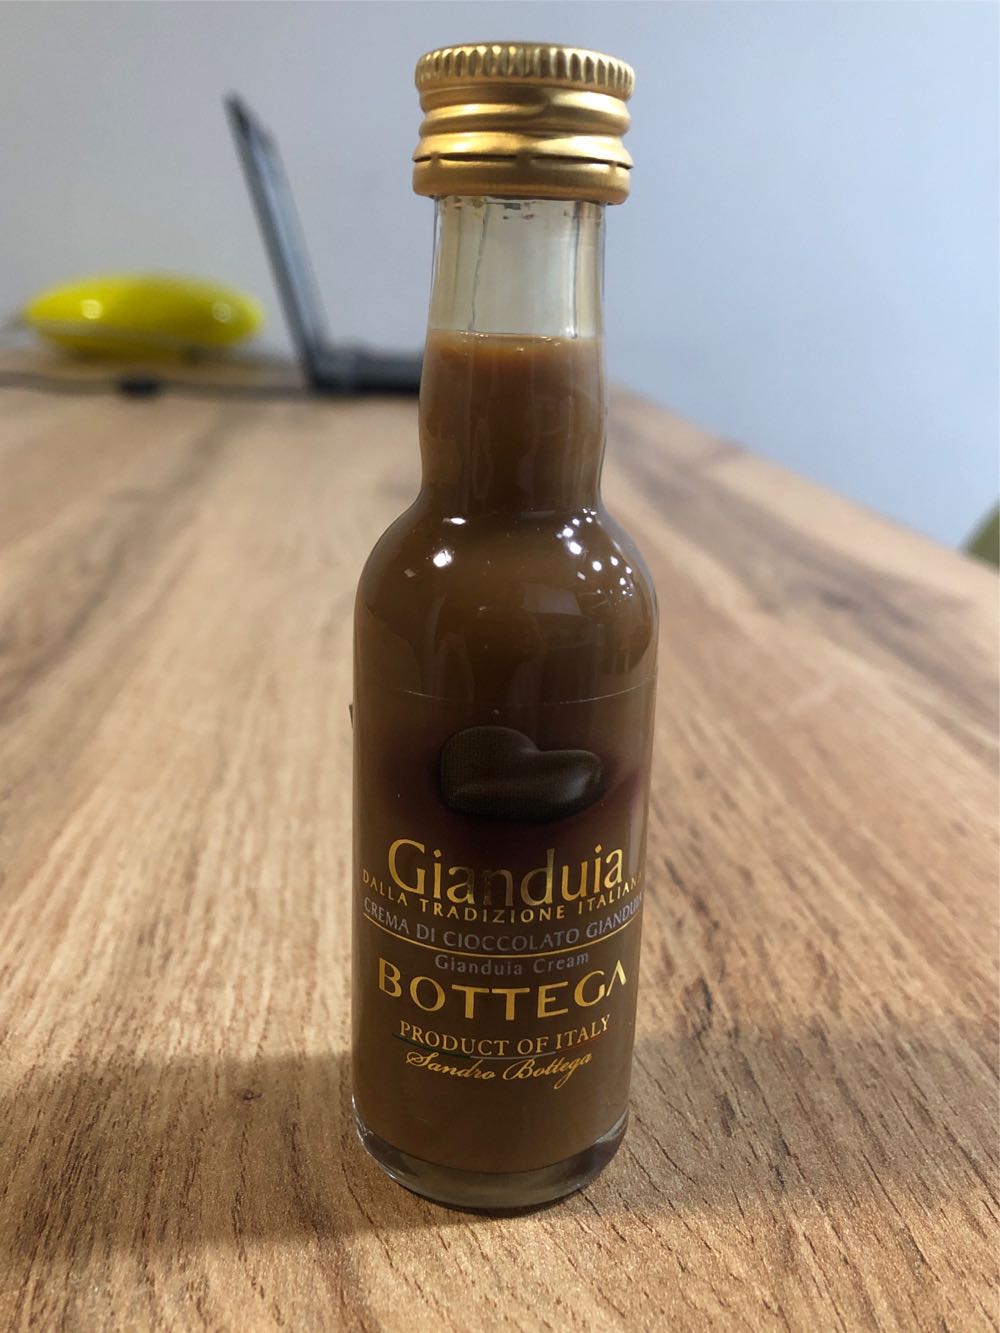 Gianduia
DALLA TRADIZIONE ITALIANA
CREMA DI CIOCCOLATO GIANDUIA
Gianduia Cream
BOTTEGA
PRODUCT OF ITALY
Sandro Bottega